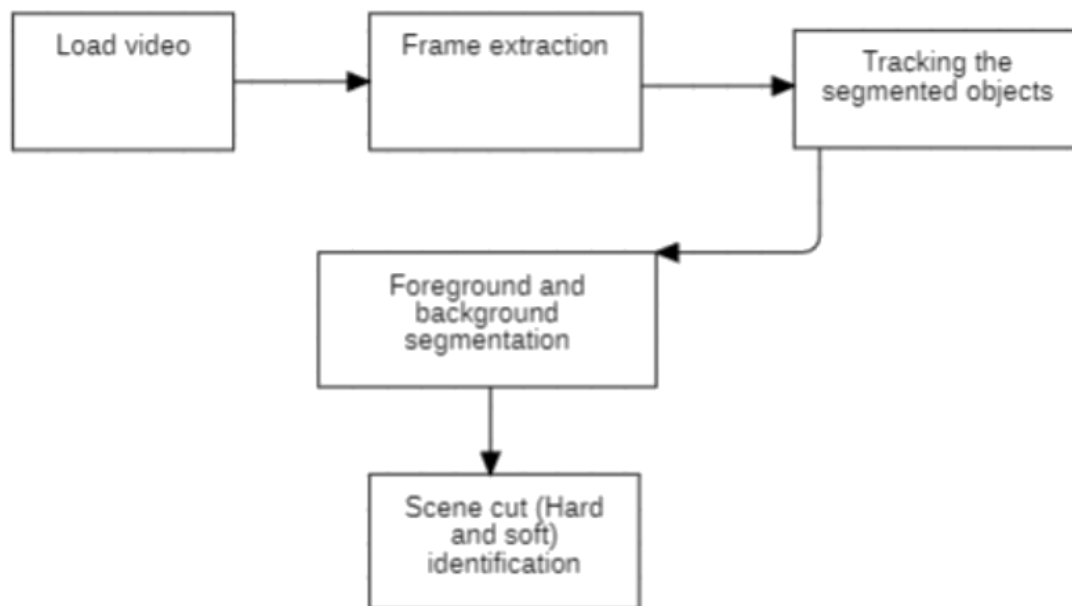 Load video
Frame extraction
Tracking the
segmented objects
Foreground and
background
segmentation
Scene cut (Hard
and soft)
identification